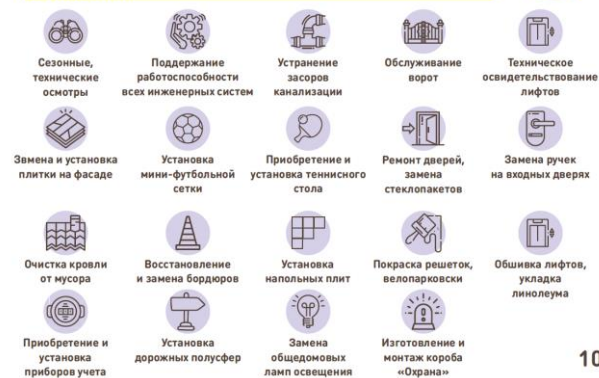 Сезонные,
технические
осмотры
Поддержание
работоспособности
всех инженерных систем
Устранение
засоров
канализации
Обслуживание
ворот
Техническое
освидетельствование
лифтов
Звмена и установка
плитки на фасаде
Установка
мини-футбольной
сетки
Приобретение и
установка теннисного
стола
Ремонт дверей,
замена
стеклопакетов
Замена ручек
на входных дверях
Очистка кровли
от мусора
Восстановление
и замена бордюров
Установка
напольных плит
Покраска решеток,
велопарковски
Обшивка лифтов,
укладка
линолеума
Приобретение и
установка
приборов учета
Установка
дорожных полусфер
Замена
общедомовых
ламп освещения
Изготовление и
монтаж короба
«Охрана»
10